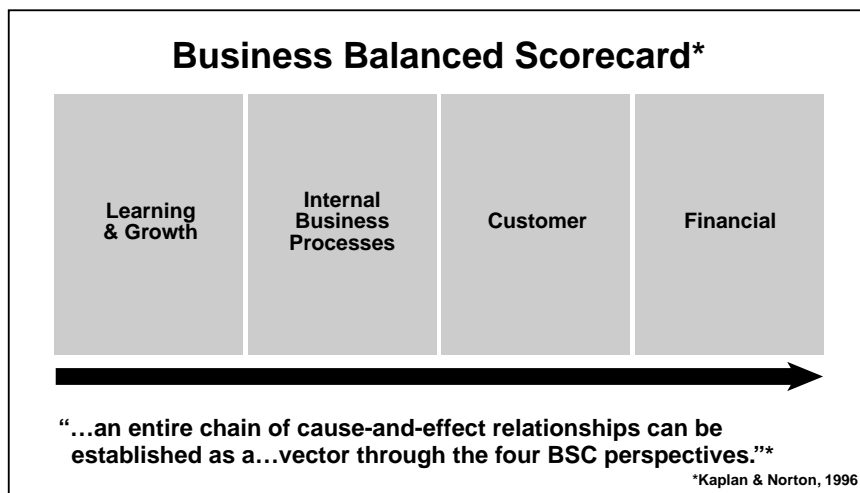 Business Balanced Scorecard*
Learning
& Growth
Internal
Business
Processes
Customer
Financial
“…an entire chain of cause-and-effect relationships can be
established as a…vector through the four BSC perspectives.”*
*Kaplan & Norton, 1996